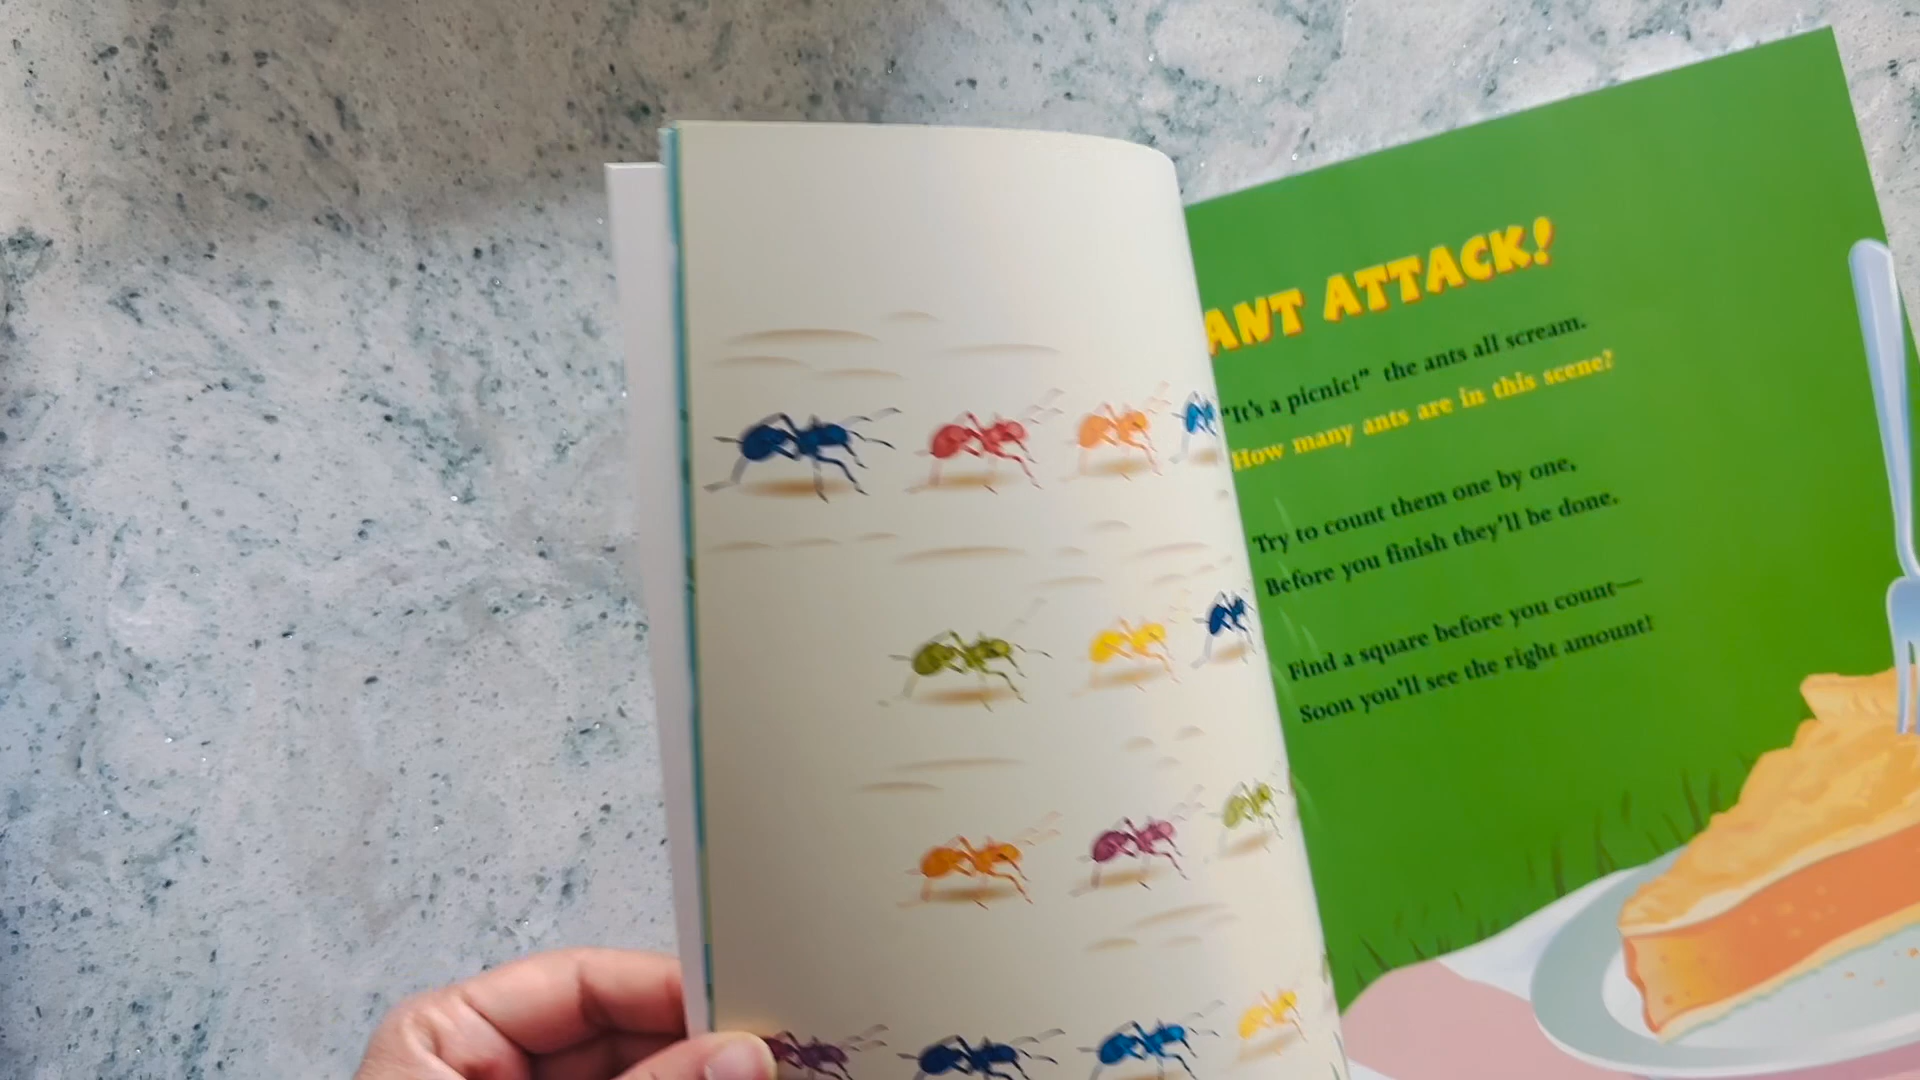 ANT ATTACK!
"It's a picnic!" the ants all scream.
How many ants are in this scene?
Try to count them one by one,
Before you finish they'll be done.
Find a square before you count—
Soon you'll see the right amount!